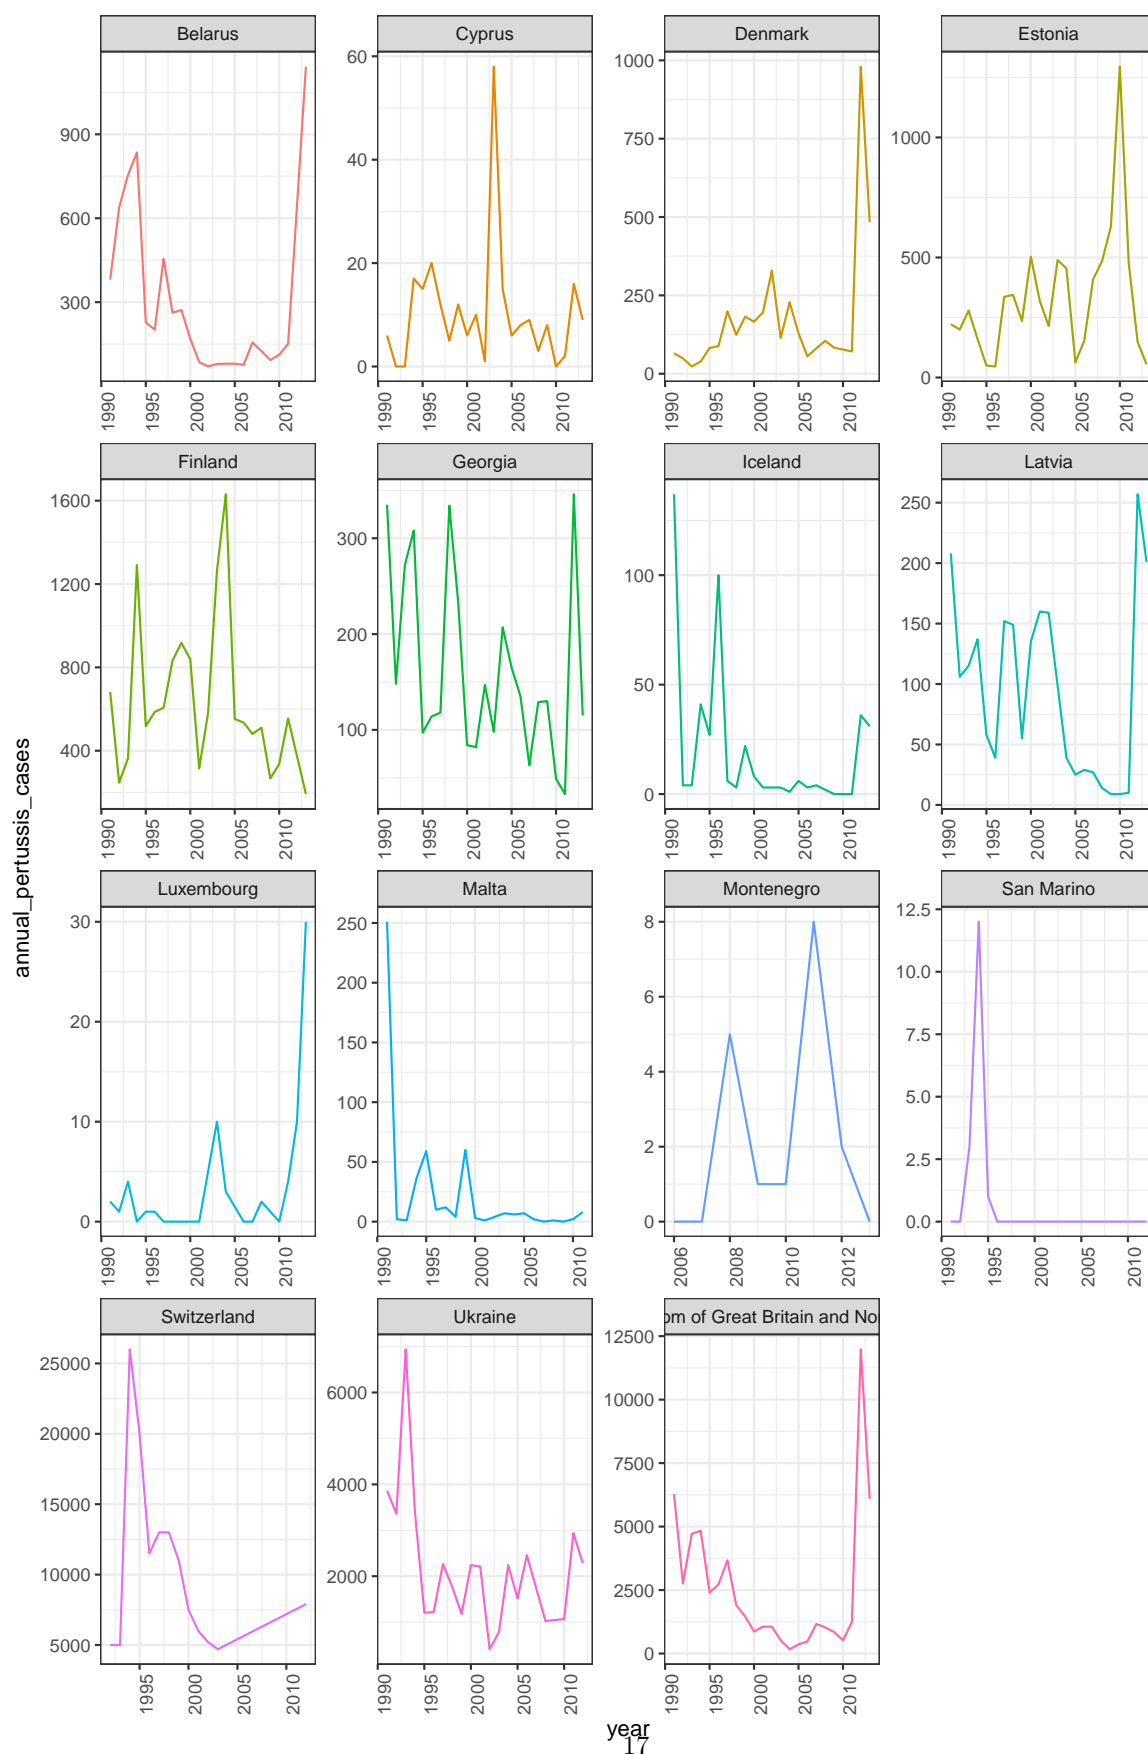 Belarus
Cyprus
Denmark
Estonia
900
600
300
60
40
20
0
1000
750
500
250
0
1000
500
0
1990 1995 2000 2005 2010
1990 1995 2000 2005 2010
1990 1995 2000 2005 2010
1990 1995 2000 2005 2010
Finland
Georgia
Iceland
Latvia
1600
1200
800
400
300
200
100
100
50
0
250
200
150
100
50
0
1990 1995 2000 2005 2010
1990 1995 2000 2005 2010
1990 1995 2000 2005 2010
1990 1995 2000 2005 2010
annual_pertussis_cases
Luxembourg
Malta
Montenegro
San Marino
30
20
10
0
250
200
150
100
50
0
8
6
4
2
0
12.5
10.0
7.5
5.0
2.5
0.0
1990 1995 2000 2005 2010
1990 1995 2000 2005 2010
2006 2008 2010 2012
1990 1995 2000 2005 2010
Switzerland
Ukraine
om of Great Britain and No
25000
20000
15000
10000
5000
6000
4000
2000
12500
10000
7500
5000
2500
0
1995 2000 2005 2010
1990 1995 2000 2005 2010
1990 1995 2000 2005 2010
year
17